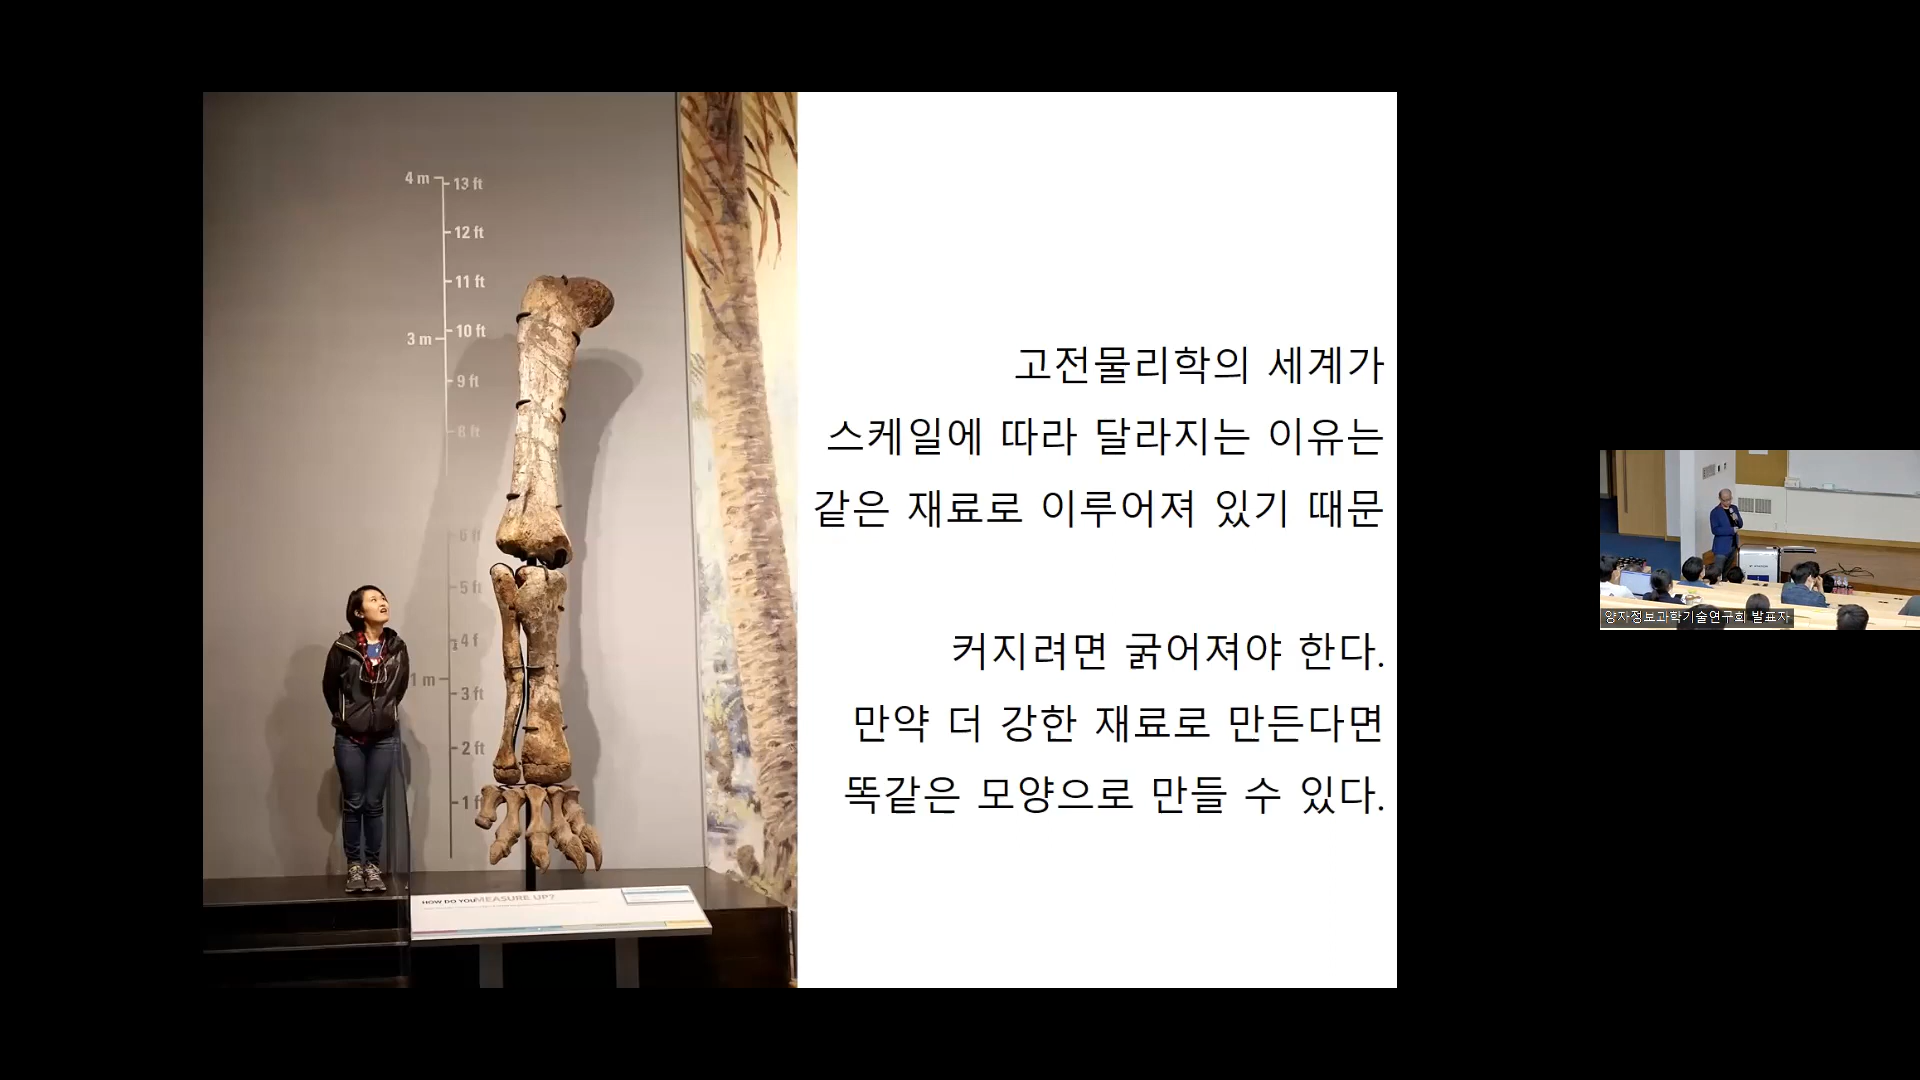 4 m
13 ft
12 ft
11 ft
10 ft
3 m
9 ft
8 ft
6 ft
5 ft
4 f
1 m
3 ft
2 ft
1 f
HOW DO YOU MEASURE UP?
고전물리학의 세계가
스케일에 따라 달라지는 이유는
같은 재료로 이루어져 있기 때문
커지려면 굵어져야 한다.
만약 더 강한 재료로 만든다면
똑같은 모양으로 만들 수 있다.
양자정보과학기술연구회 발표자